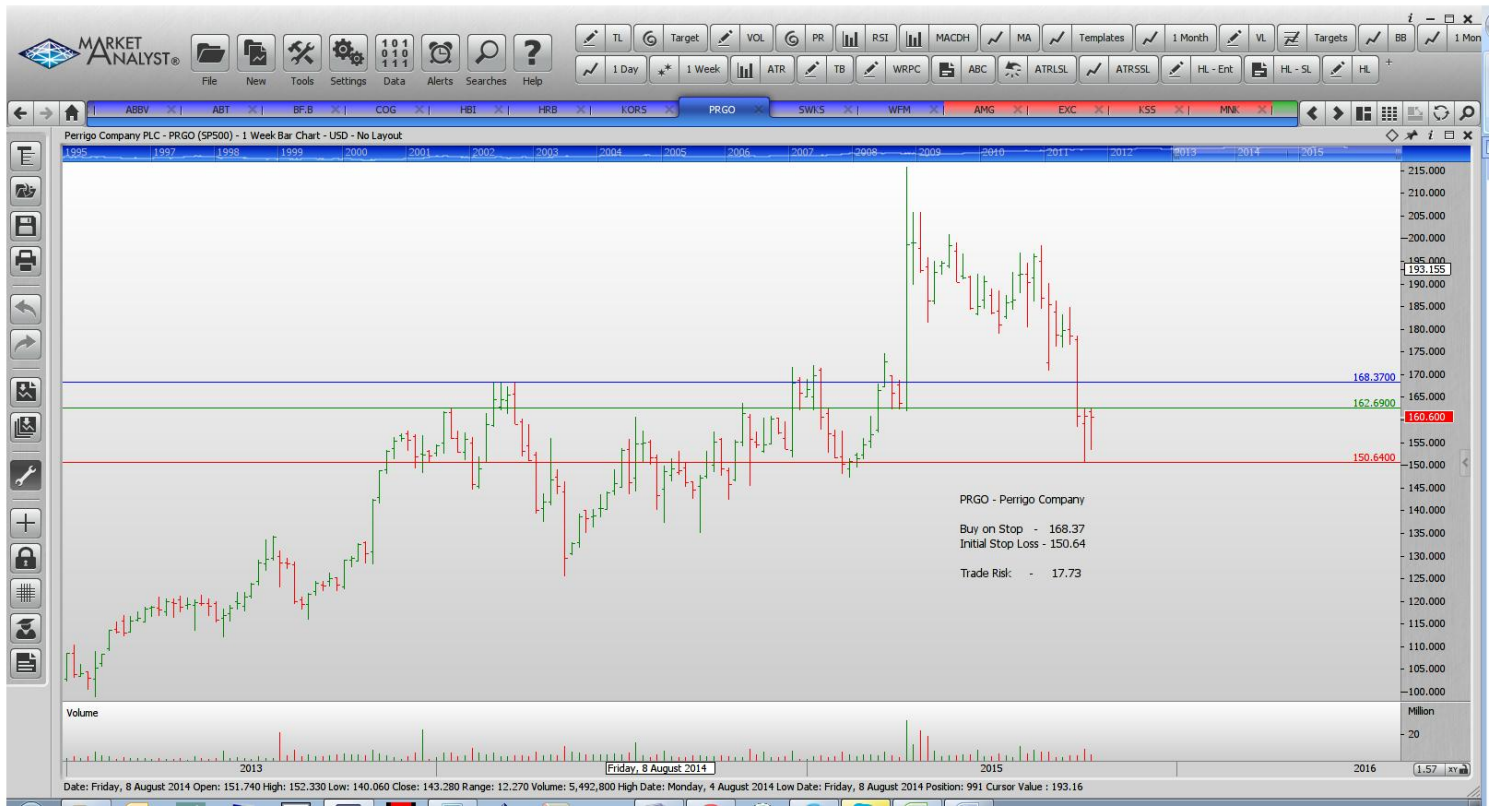 i
MARKET
ANALYST®
File New Tools Settings Data Alerts Searches Help
101
010
111
TL Target VOL PR RSI MACDH MA Templates 1 Month VL Targets BB 1 Mon
1 Day 1 Week ATR TB WRPC ABC ATRLSL ATRSSL HL - Ent HL - SL HL +
ABBV ABT BF.B COG HBI HRB KORS PRGO SWKS WFM AMG EXC KSS MNK
Perrigo Company PLC - PRGO (SP500) - 1 Week Bar Chart - USD - No Layout
i
1995 1997 1998 1999 2000 2001 2002 2003 2004 2005 2006 2007 2008 2009 2010 2011 2012 2013 2014 2015
215.000
210.000
205.000
200.000
195.000
193.155
190.000
185.000
180.000
175.000
168.3700
170.000
165.000
162.6900
160.600
155.000
150.6400
150.000
145.000
140.000
135.000
130.000
125.000
120.000
115.000
110.000
105.000
100.000
PRGO - Perrigo Company
Buy on Stop - 168.37
Initial Stop Loss - 150.64
Trade Risk - 17.73
Volume
Million
20
2013 Friday, 8 August 2014 2015 2016 1.57 XY
Date: Friday, 8 August 2014 Open: 151.740 High: 152.330 Low: 140.060 Close: 143.280 Range: 12.270 Volume: 5,492,800 High Date: Monday, 4 August 2014 Low Date: Friday, 8 August 2014 Position: 991 Cursor Value : 193.16